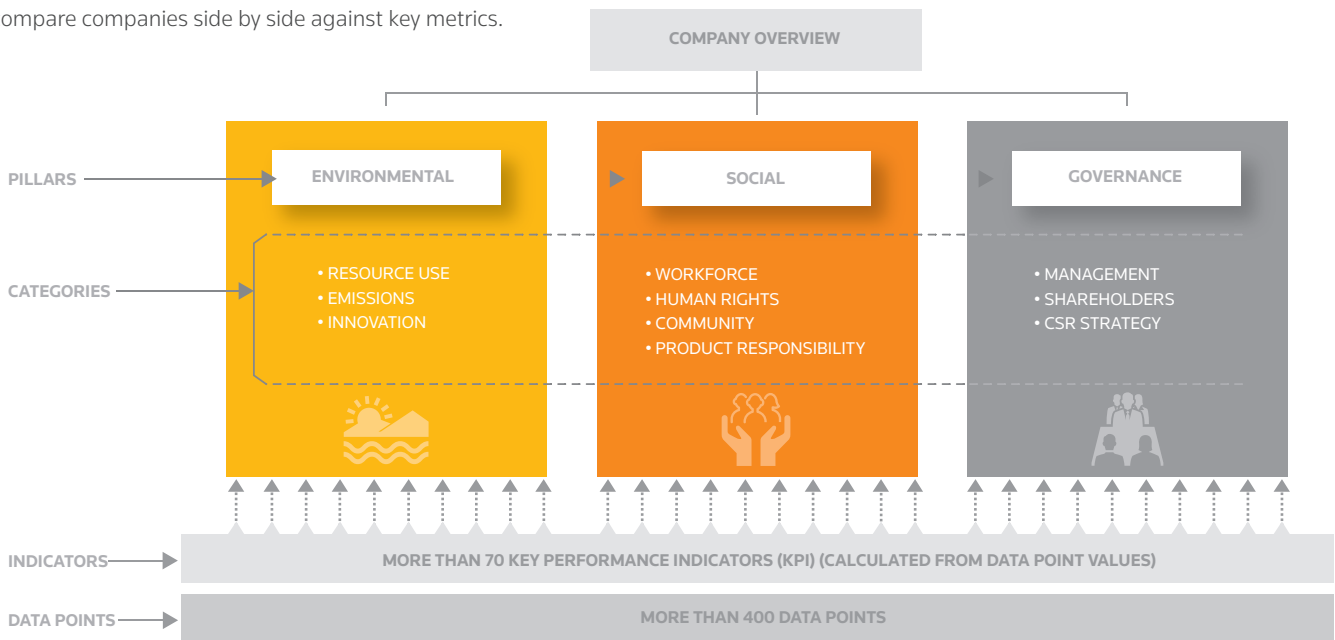 ompare companies side by side against key metrics.
COMPANY OVERVIEW
PILLARS
ENVIRONMENTAL
SOCIAL
GOVERNANCE
CATEGORIES
• RESOURCE USE
• EMISSIONS
• INNOVATION
• WORKFORCE
• HUMAN RIGHTS
• COMMUNITY
• PRODUCT RESPONSIBILITY
• MANAGEMENT
• SHAREHOLDERS
• CSR STRATEGY
INDICATORS
MORE THAN 70 KEY PERFORMANCE INDICATORS (KPI) (CALCULATED FROM DATA POINT VALUES)
DATA POINTS
MORE THAN 400 DATA POINTS